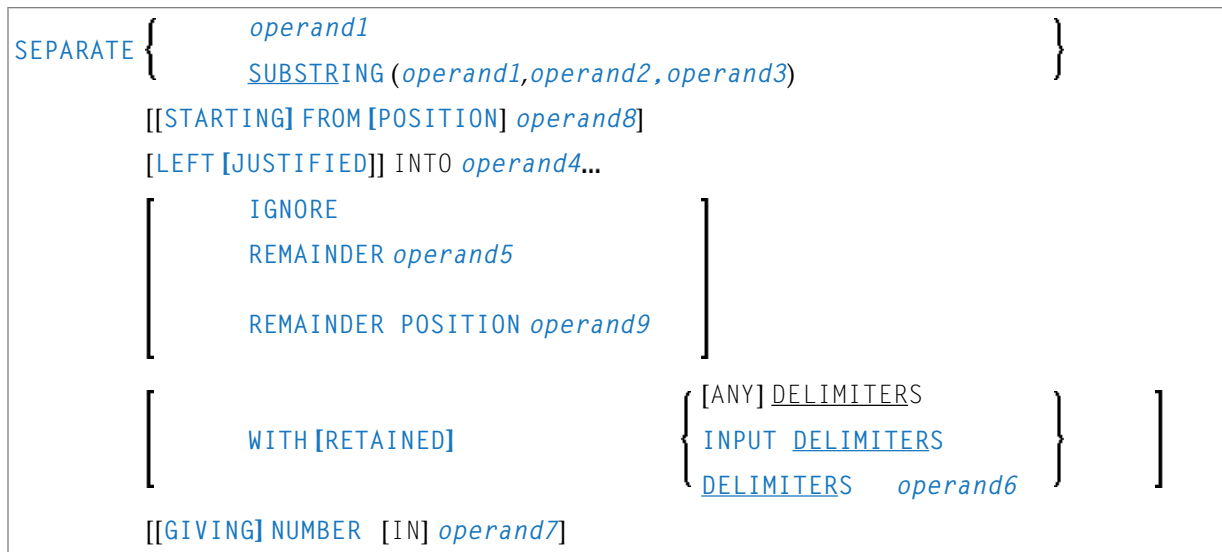 operand1
SEPARATE {                    }
SUBSTRING (operand1,operand2,operand3)
[[STARTING] FROM [POSITION] operand8]
[LEFT [JUSTIFIED]] INTO operand4...
IGNORE
REMAINDER operand5
REMAINDER POSITION operand9
[ANY] DELIMITERS
WITH [RETAINED] INPUT DELIMITERS
DELIMITERS operand6
[[GIVING] NUMBER [IN] operand7]